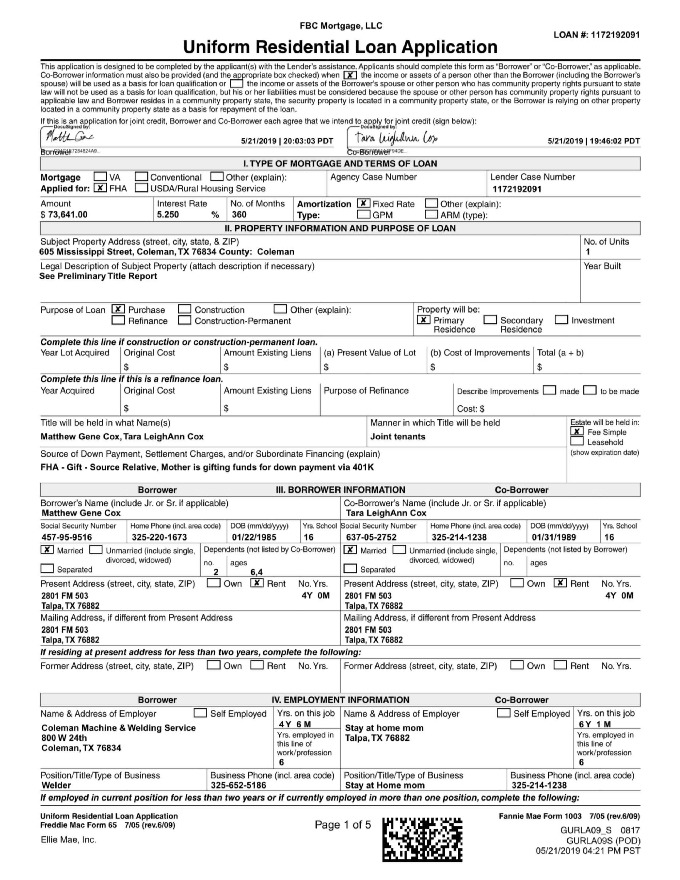 FBC Mortgage, LLC
LOAN #: 1172192091
Uniform Residential Loan Application
This application is designed to be completed by the applicant(s) with the Lender's assistance. Applicants should complete this form as "Borrower" or "Co-Borrower," as applicable.
Co-Borrower information must also be provided (and the appropriate box checked) when [X] the income or assets of a person other than the Borrower (including the Borrower's
spouse) will be used as a basis for loan qualification or [ ] the income or assets of the Borrower's spouse or other person who has community property rights pursuant to state
law will not be used as a basis for loan qualification, but his or her liabilities must be considered because the spouse or other person has community property rights pursuant to
applicable law and Borrower resides in a community property state, the security property is located in a community property state, or the Borrower is relying on other property
located in a community property state as a basis for repayment of the loan.
If this is an application for joint credit, Borrower and Co-Borrower each agree that we intend to apply for joint credit (sign below):
DocuSigned by: DocuSigned by:
5/21/2019 | 20:03:03 PDT Tara LeighAnn Cox 5/21/2019 | 19:46:02 PDT
Borrower Co-Borrower
I. TYPE OF MORTGAGE AND TERMS OF LOAN
Mortgage [ ] VA [ ] Conventional [ ] Other (explain): Agency Case Number Lender Case Number
Applied for: [X] FHA [ ] USDA/Rural Housing Service 1172192091
Amount Interest Rate No. of Months Amortization [X] Fixed Rate [ ] Other (explain):
$ 73,641.00 5.250 % 360 Type: [ ] GPM [ ] ARM (type):
II. PROPERTY INFORMATION AND PURPOSE OF LOAN
Subject Property Address (street, city, state, & ZIP) No. of Units
605 Mississippi Street, Coleman, TX 76834 County: Coleman 1
Legal Description of Subject Property (attach description if necessary) Year Built
See Preliminary Title Report
Purpose of Loan [X] Purchase [ ] Construction [ ] Other (explain): Property will be:
[ ] Refinance [ ] Construction-Permanent [X] Primary Residence [ ] Secondary Residence [ ] Investment
Complete this line if construction or construction-permanent loan.
Year Lot Acquired Original Cost Amount Existing Liens (a) Present Value of Lot (b) Cost of Improvements Total (a + b)
$ $ $ $ $
Complete this line if this is a refinance loan.
Year Acquired Original Cost Amount Existing Liens Purpose of Refinance Describe Improvements [ ] made [ ] to be made
$ $ Cost: $
Title will be held in what Name(s) Manner in which Title will be held Estate will be held in:
Matthew Gene Cox, Tara LeighAnn Cox Joint tenants [X] Fee Simple
[ ] Leasehold
Source of Down Payment, Settlement Charges, and/or Subordinate Financing (explain) (show expiration date)
FHA - Gift - Source Relative, Mother is gifting funds for down payment via 401K
Borrower III. BORROWER INFORMATION Co-Borrower
Borrower's Name (include Jr. or Sr. if applicable) Co-Borrower's Name (include Jr. or Sr. if applicable)
Matthew Gene Cox Tara LeighAnn Cox
Social Security Number Home Phone (incl. area code) DOB (mm/dd/yyyy) Yrs. School Social Security Number Home Phone (incl. area code) DOB (mm/dd/yyyy) Yrs. School
457-95-9516 325-220-1673 01/22/1985 16 637-05-2752 325-214-1238 01/31/1989 16
[X] Married [ ] Unmarried (include single, divorced, widowed) Dependents (not listed by Co-Borrower) [X] Married [ ] Unmarried (include single, divorced, widowed) Dependents (not listed by Borrower)
[ ] Separated no. 2 ages 6,4 [ ] Separated no. ages
Present Address (street, city, state, ZIP) [ ] Own [X] Rent No. Yrs. Present Address (street, city, state, ZIP) [ ] Own [X] Rent No. Yrs.
2801 FM 503 4Y 0M 2801 FM 503 4Y 0M
Talpa, TX 76882 Talpa, TX 76882
Mailing Address, if different from Present Address Mailing Address, if different from Present Address
2801 FM 503 2801 FM 503
Talpa, TX 76882 Talpa, TX 76882
If residing at present address for less than two years, complete the following:
Former Address (street, city, state, ZIP) [ ] Own [ ] Rent No. Yrs. Former Address (street, city, state, ZIP) [ ] Own [ ] Rent No. Yrs.
Borrower IV. EMPLOYMENT INFORMATION Co-Borrower
Name & Address of Employer [ ] Self Employed Yrs. on this job Name & Address of Employer [ ] Self Employed Yrs. on this job
4 Y 6 M 6 Y 1 M
Coleman Machine & Welding Service Yrs. employed in this line of work/profession Stay at home mom Yrs. employed in this line of work/profession
800 W 24th Talpa, TX 76882
Coleman, TX 76834
6 6
Position/Title/Type of Business Business Phone (incl. area code) Position/Title/Type of Business Business Phone (incl. area code)
Welder 325-652-5186 Stay at Home mom 325-214-1238
If employed in current position for less than two years or if currently employed in more than one position, complete the following:
Uniform Residential Loan Application Fannie Mae Form 1003 7/05 (rev.6/09)
Freddie Mac Form 65 7/05 (rev.6/09) Page 1 of 5 GURLA09_S 0817
Ellie Mae, Inc. GURLA09S (POD)
05/21/2019 04:21 PM PST